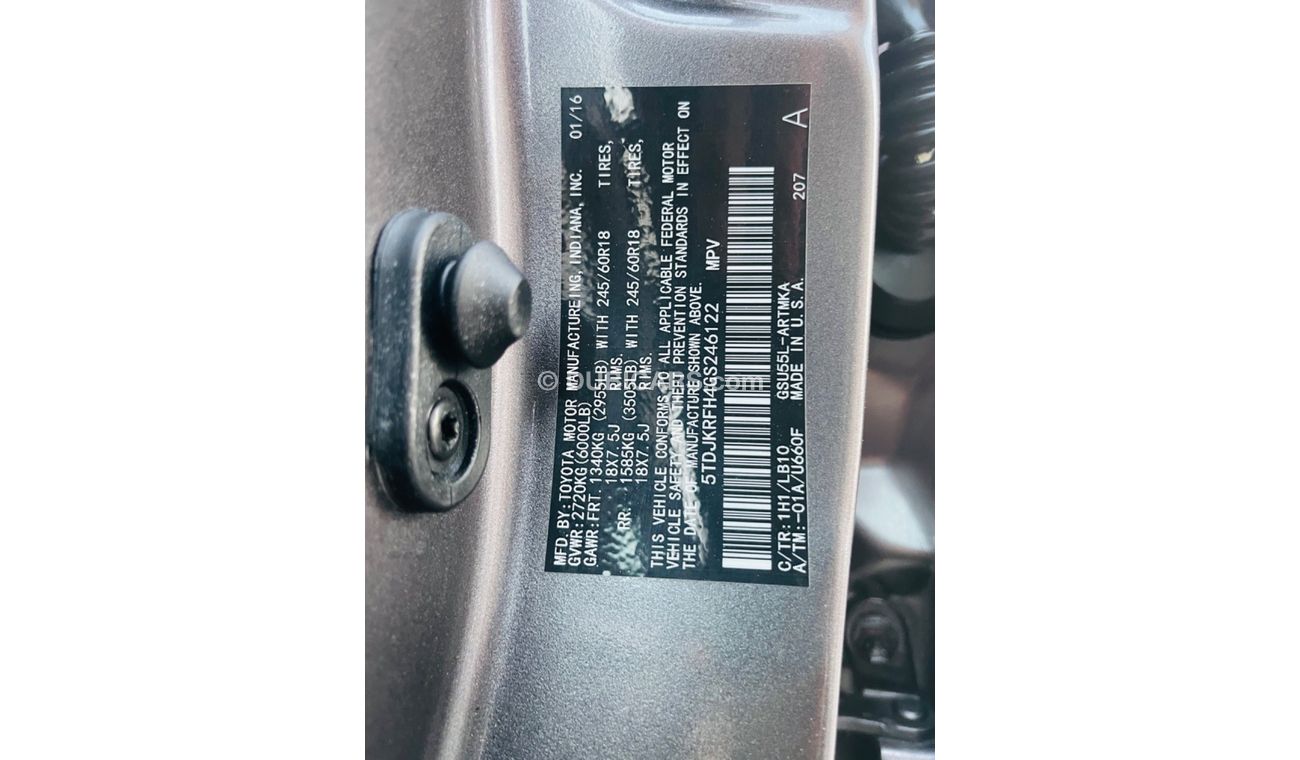 MFD. BY:TOYOTA MOTOR MANUFACTUREING, INDIANA, INC. 01/16
GVWR:2720KG(6000LB)
GAWR:FRT. 1340KG (2955LB) WITH 245/60R18 TIRES,
18X7.5J RIMS.
RR. 1585KG (3505LB) WITH 245/60R18 TIRES,
18X7.5J RIMS.
THIS VEHICLE CONFORMS TO ALL APPLICABLE FEDERAL MOTOR
VEHICLE SAFETY AND THEFT PREVENTION STANDARDS IN EFFECT ON
THE DATE OF MANUFACTURE SHOWN ABOVE.
5TDJKRFH4GS246122 MPV
C/TR:1H1/LB10 GSU55L-ARTMKA 207 A
A/TM:-01A/U660F MADE IN U.S.A.